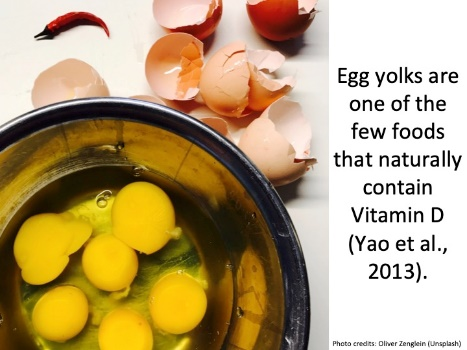 Egg yolks are
one of the
few foods
that naturally
contain
Vitamin D
(Yao et al.,
2013).
Photo credits: Oliver Zenglein (Unsplash)